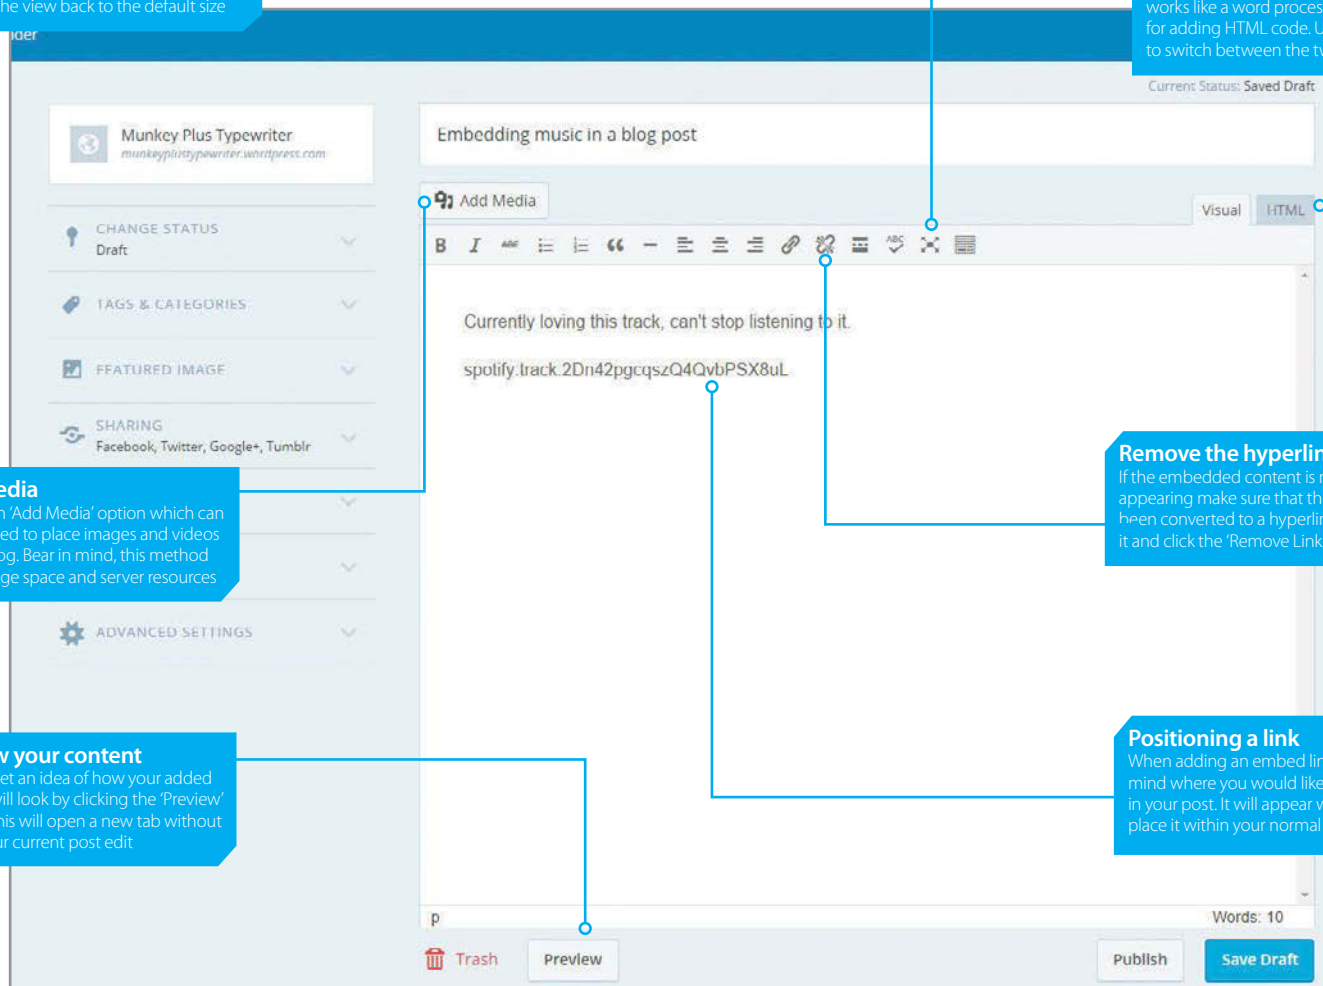 he view back to the default size
works like a word proces
for adding HTML code. U
to switch between the tw
der
Current Status: Saved Draft
Munkey Plus Typewriter
munkeyplustypewriter.wordpress.com
Embedding music in a blog post
Add Media
Visual
HTML
CHANGE STATUS
Draft
B I ABC
ABC
TAGS & CATEGORIES
Currently loving this track, can't stop listening to it.
FEATURED IMAGE
spotify:track:2Dn42pgcqszQ4QvbPSX8uL
SHARING
Facebook, Twitter, Google+, Tumblr
edia
n 'Add Media' option which can
ed to place images and videos
og. Bear in mind, this method
ge space and server resources
Remove the hyperlin
If the embedded content is n
appearing make sure that the
been converted to a hyperlin
it and click the 'Remove Link
ADVANCED SETTINGS
w your content
et an idea of how your added
vill look by clicking the 'Preview'
his will open a new tab without
ur current post edit
Positioning a link
When adding an embed lin
mind where you would like
in your post. It will appear w
place it within your normal
p
Words: 10
Trash
Preview
Publish
Save Draft